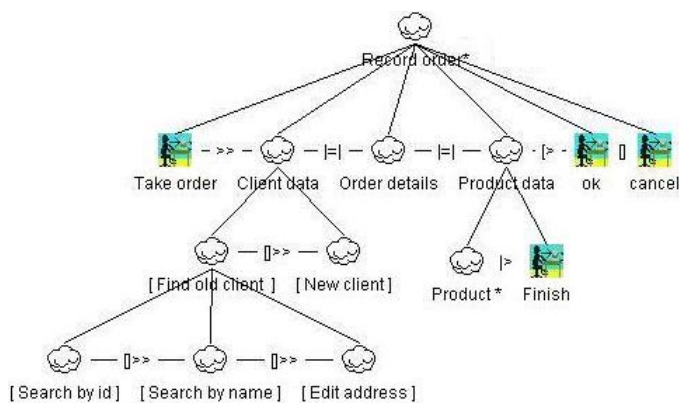 Record order*
- >> - |=| |=| - [> - []
Take order Client data Order details Product data ok cancel
[]>> |>
[ Find old client ] [ New client ] Product * Finish
[]>> []>>
[ Search by id ] [ Search by name ] [ Edit address ]